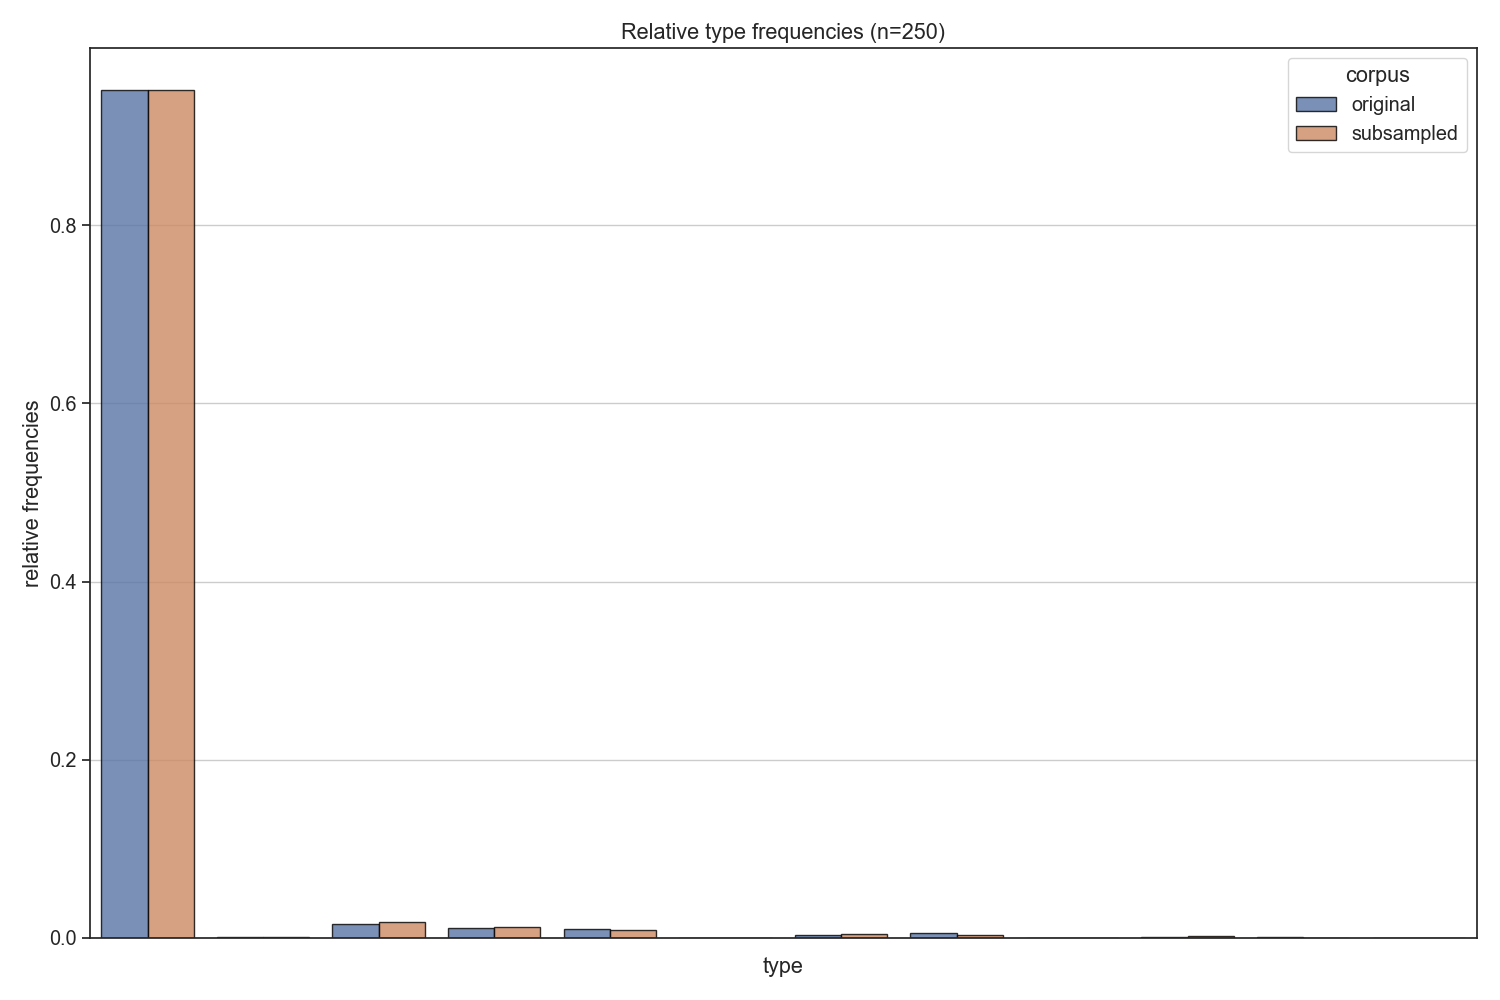 Relative type frequencies (n=250)
corpus
original
subsampled
0.8
0.6
0.4
0.2
0.0
relative frequencies
type